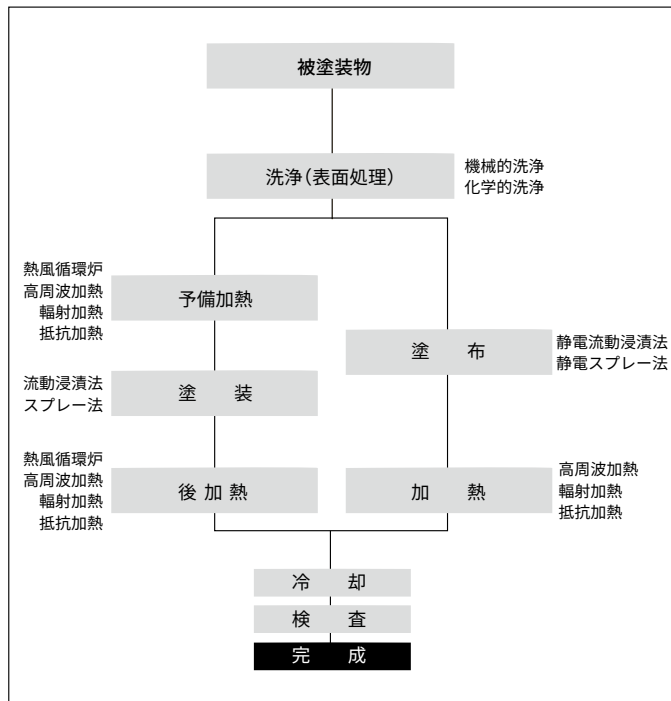 被塗装物
洗浄（表面処理）
機械的洗浄
化学的洗浄
熱風循環炉
高周波加熱
輻射加熱
抵抗加熱
予備加熱
流動浸漬法
スプレー法
塗　装
熱風循環炉
高周波加熱
輻射加熱
抵抗加熱
後加熱
塗　布
静電流動浸漬法
静電スプレー法
加　熱
高周波加熱
輻射加熱
抵抗加熱
冷　却
検　査
完　成